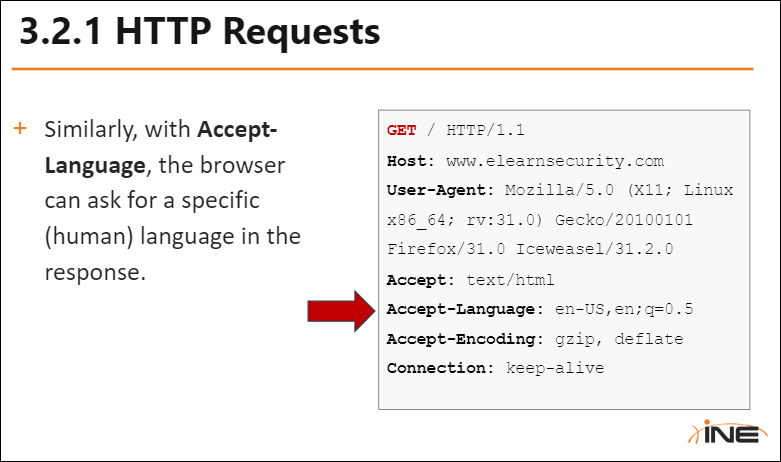 3.2.1 HTTP Requests
+ Similarly, with Accept-
Language, the browser
can ask for a specific
(human) language in the
response.
GET / HTTP/1.1
Host: www.elearnsecurity.com
User-Agent: Mozilla/5.0 (X11; Linux
x86_64; rv:31.0) Gecko/20100101
Firefox/31.0 Iceweasel/31.2.0
Accept: text/html
Accept-Language: en-US,en;q=0.5
Accept-Encoding: gzip, deflate
Connection: keep-alive
iNE